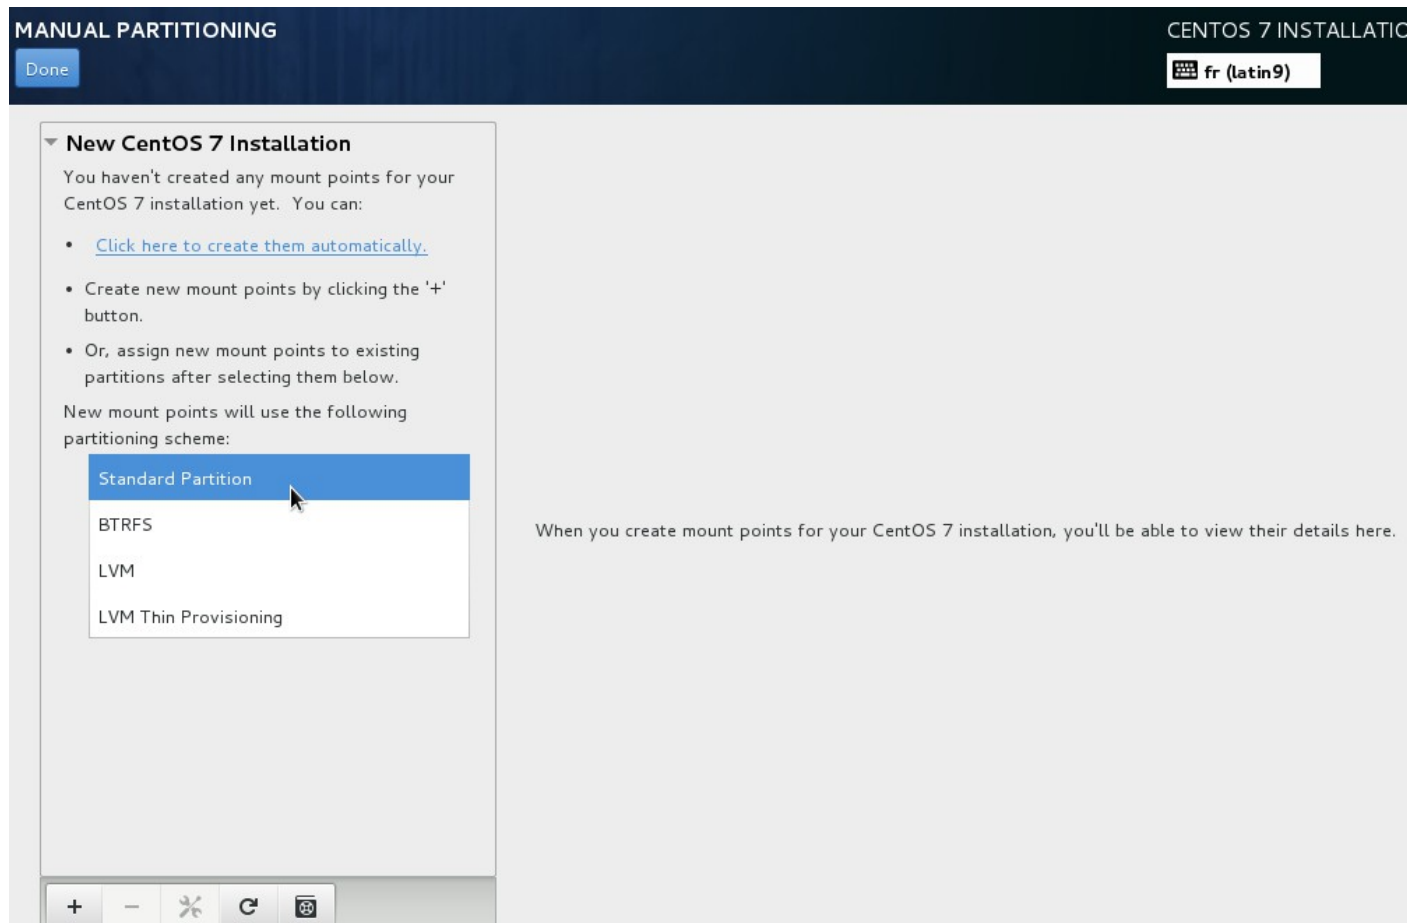 MANUAL PARTITIONING
CENTOS 7 INSTALLATIO
Done
fr (latin9)
New CentOS 7 Installation
You haven't created any mount points for your
CentOS 7 installation yet. You can:
• Click here to create them automatically.
• Create new mount points by clicking the '+'
button.
• Or, assign new mount points to existing
partitions after selecting them below.
New mount points will use the following
partitioning scheme:
Standard Partition
BTRFS
LVM
LVM Thin Provisioning
When you create mount points for your CentOS 7 installation, you'll be able to view their details here.